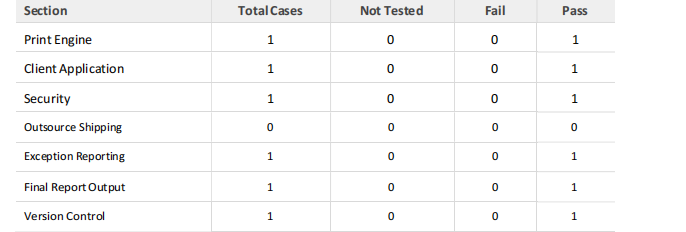 Section Total Cases Not Tested Fail Pass
Print Engine 1 0 0 1
Client Application 1 0 0 1
Security 1 0 0 1
Outsource Shipping 0 0 0 0
Exception Reporting 1 0 0 1
Final Report Output 1 0 0 1
Version Control 1 0 0 1